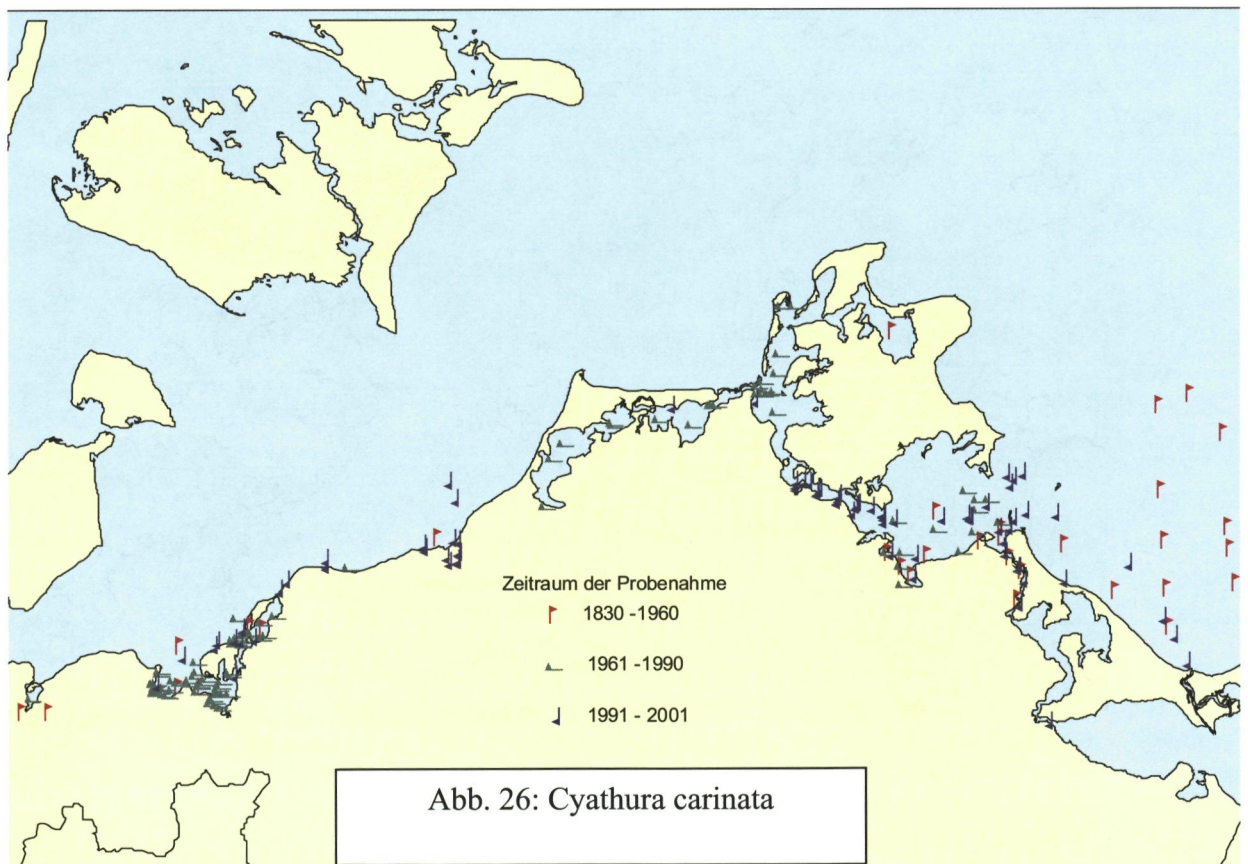 Zeitraum der Probenahme
1830 -1960
1961 -1990
1991 - 2001
Abb. 26: Cyathura carinata